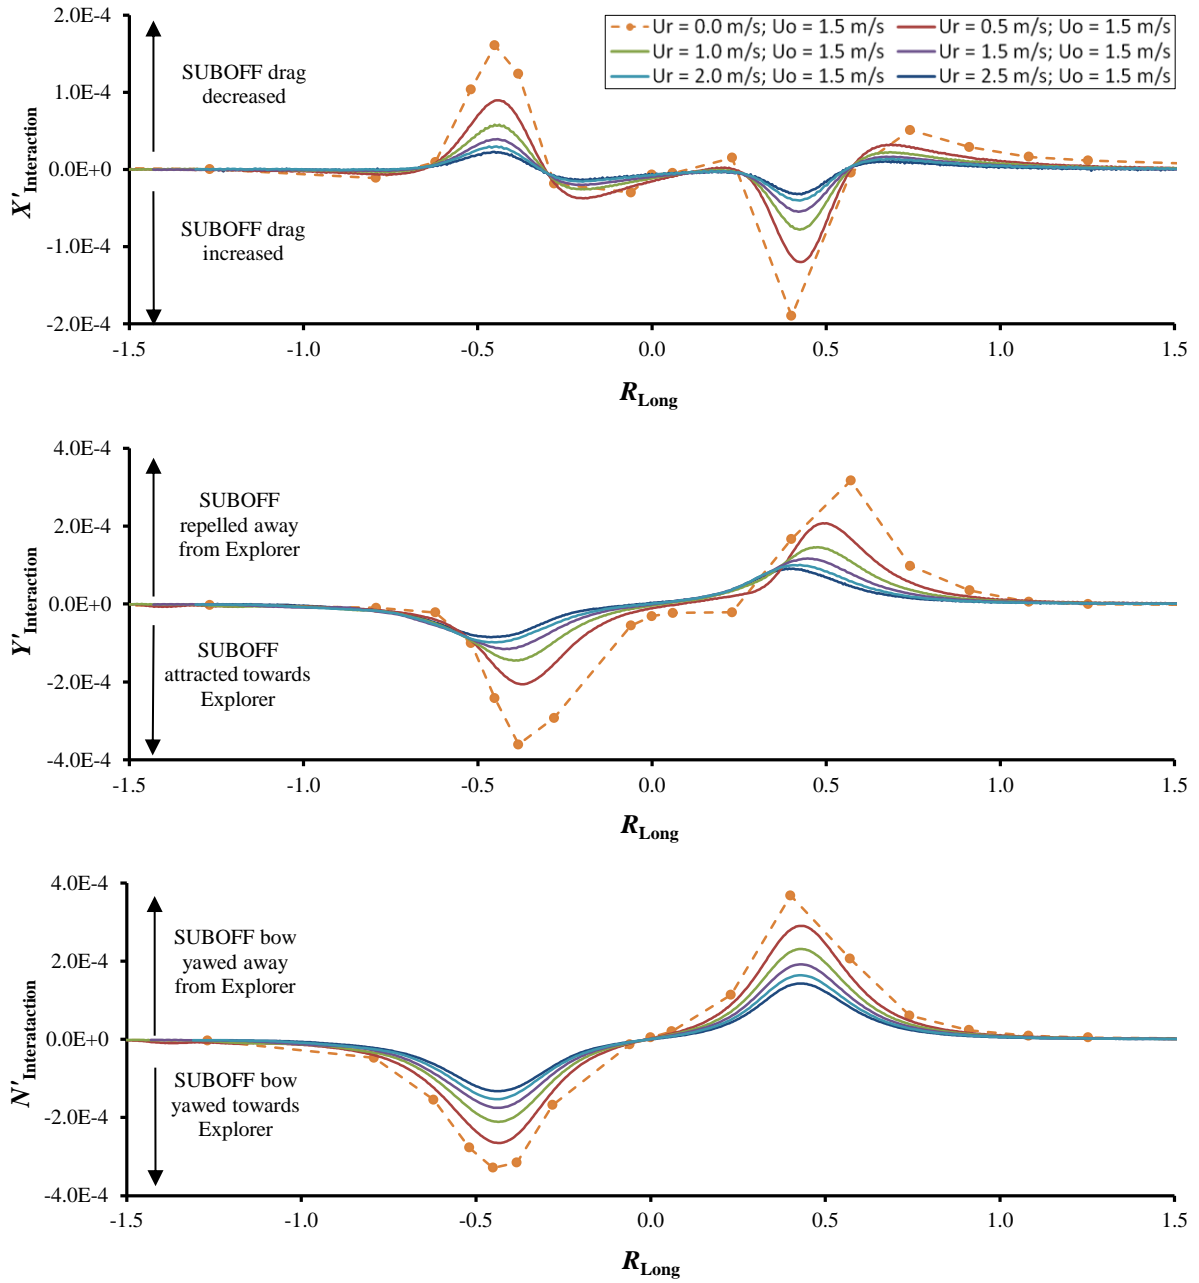 2.0E-4
Ur = 0.0 m/s; Uo = 1.5 m/s
Ur = 0.5 m/s; Uo = 1.5 m/s
Ur = 1.0 m/s; Uo = 1.5 m/s
Ur = 1.5 m/s; Uo = 1.5 m/s
Ur = 2.0 m/s; Uo = 1.5 m/s
Ur = 2.5 m/s; Uo = 1.5 m/s
SUBOFF drag
decreased
1.0E-4
0.0E+0
X'Interaction
SUBOFF drag
increased
-1.0E-4
-2.0E-4
-1.5 -1.0 -0.5 0.0 0.5 1.0 1.5
RLong
4.0E-4
SUBOFF
repelled away
from Explorer
2.0E-4
0.0E+0
Y'Interaction
SUBOFF
attracted towards
Explorer
-2.0E-4
-4.0E-4
-1.5 -1.0 -0.5 0.0 0.5 1.0 1.5
RLong
4.0E-4
SUBOFF bow
yawed away
from Explorer
2.0E-4
0.0E+0
N'Interataction
SUBOFF bow
yawed towards
Explorer
-2.0E-4
-4.0E-4
-1.5 -1.0 -0.5 0.0 0.5 1.0 1.5
RLong